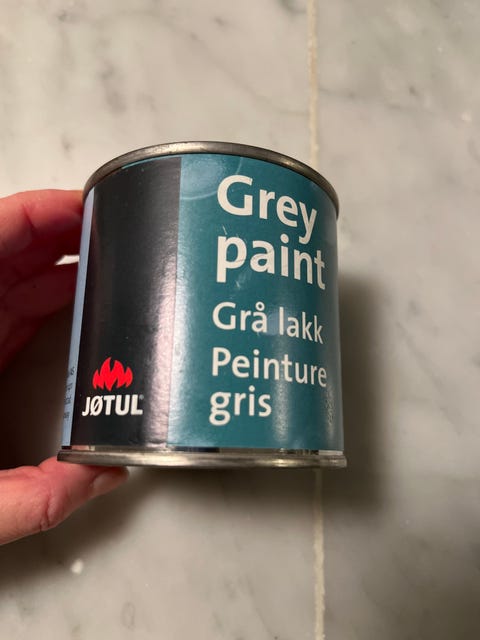 Grey
paint
Grå lakk
Peinture
gris
JØTUL